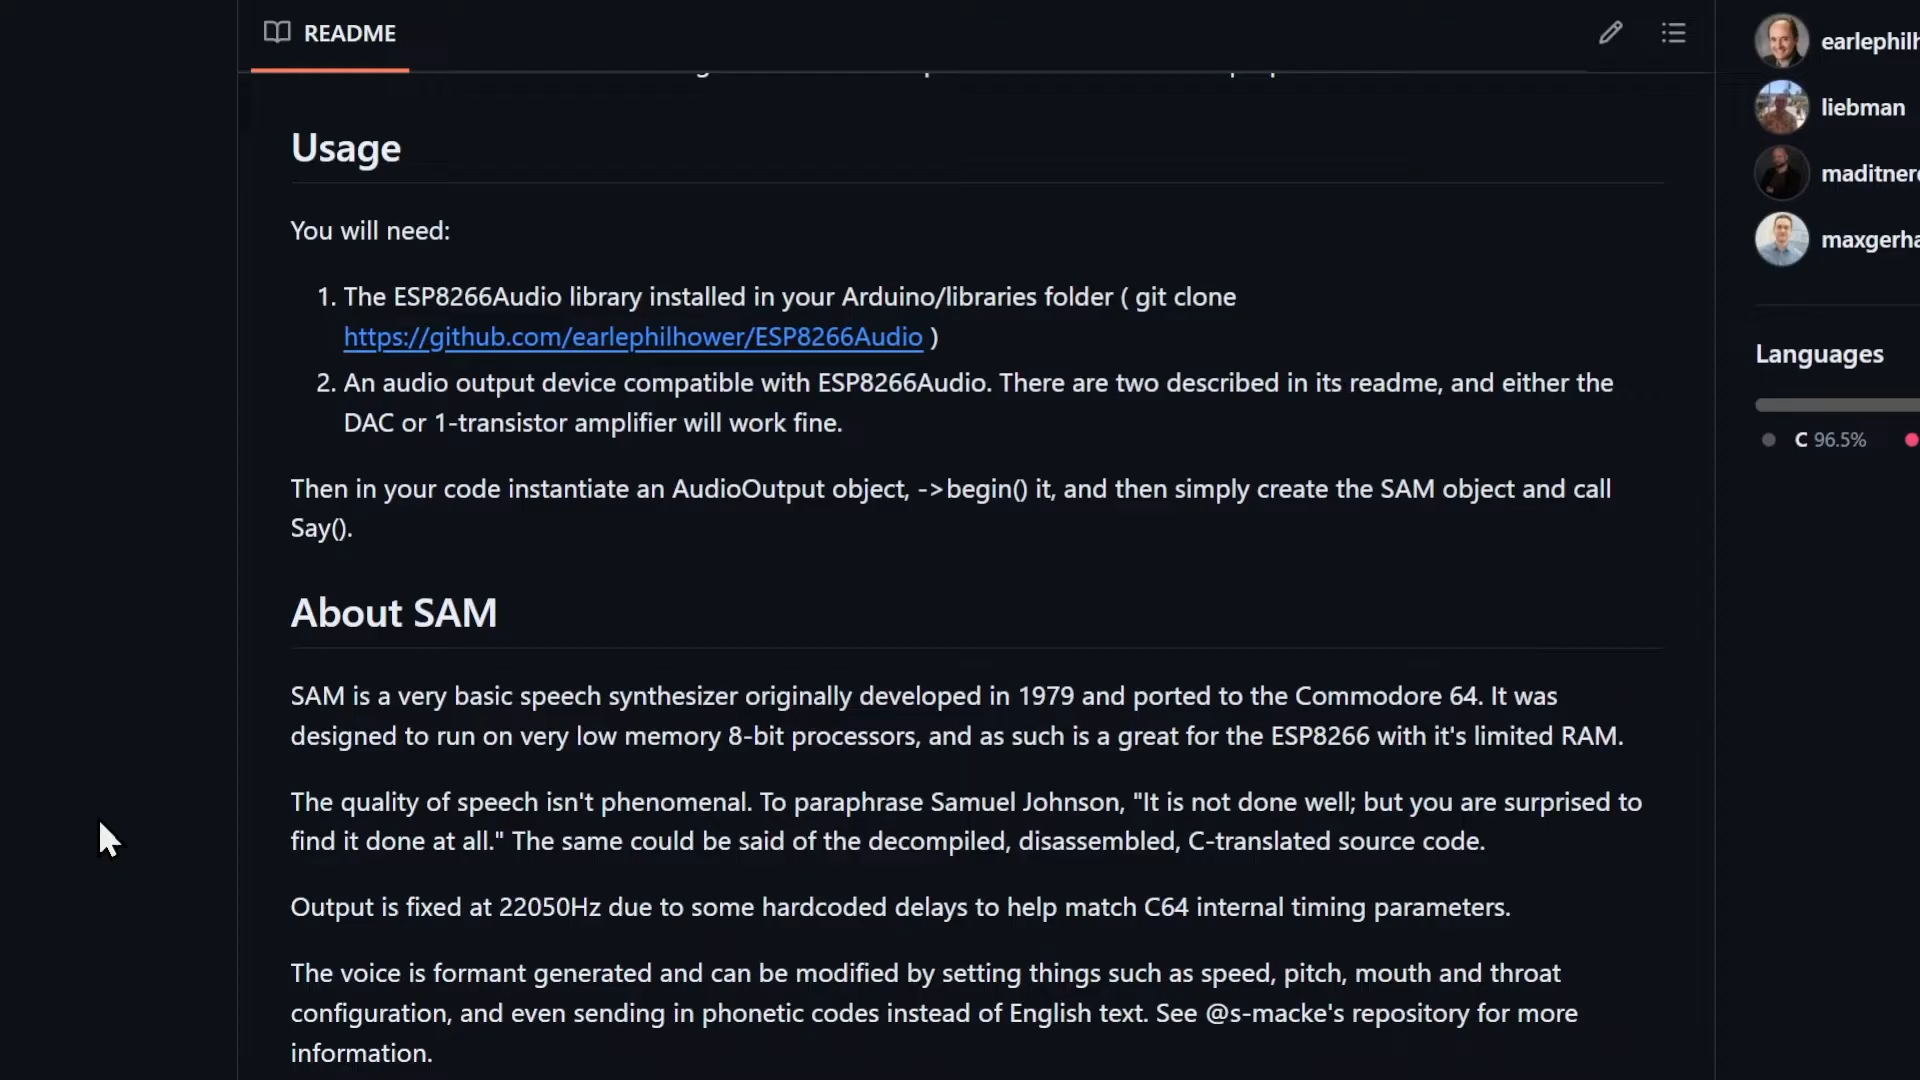 README
Usage
You will need:
1. The ESP8266Audio library installed in your Arduino/libraries folder ( git clone
https://github.com/earlephilhower/ESP8266Audio )
2. An audio output device compatible with ESP8266Audio. There are two described in its readme, and either the
DAC or 1-transistor amplifier will work fine.
Then in your code instantiate an AudioOutput object, ->begin() it, and then simply create the SAM object and call
Say().
About SAM
SAM is a very basic speech synthesizer originally developed in 1979 and ported to the Commodore 64. It was
designed to run on very low memory 8-bit processors, and as such is a great for the ESP8266 with it's limited RAM.
The quality of speech isn't phenomenal. To paraphrase Samuel Johnson, "It is not done well; but you are surprised to
find it done at all." The same could be said of the decompiled, disassembled, C-translated source code.
Output is fixed at 22050Hz due to some hardcoded delays to help match C64 internal timing parameters.
The voice is formant generated and can be modified by setting things such as speed, pitch, mouth and throat
configuration, and even sending in phonetic codes instead of English text. See @s-macke's repository for more
information.
earlephilh
liebman
maditner
maxgerha
Languages
C 96.5%